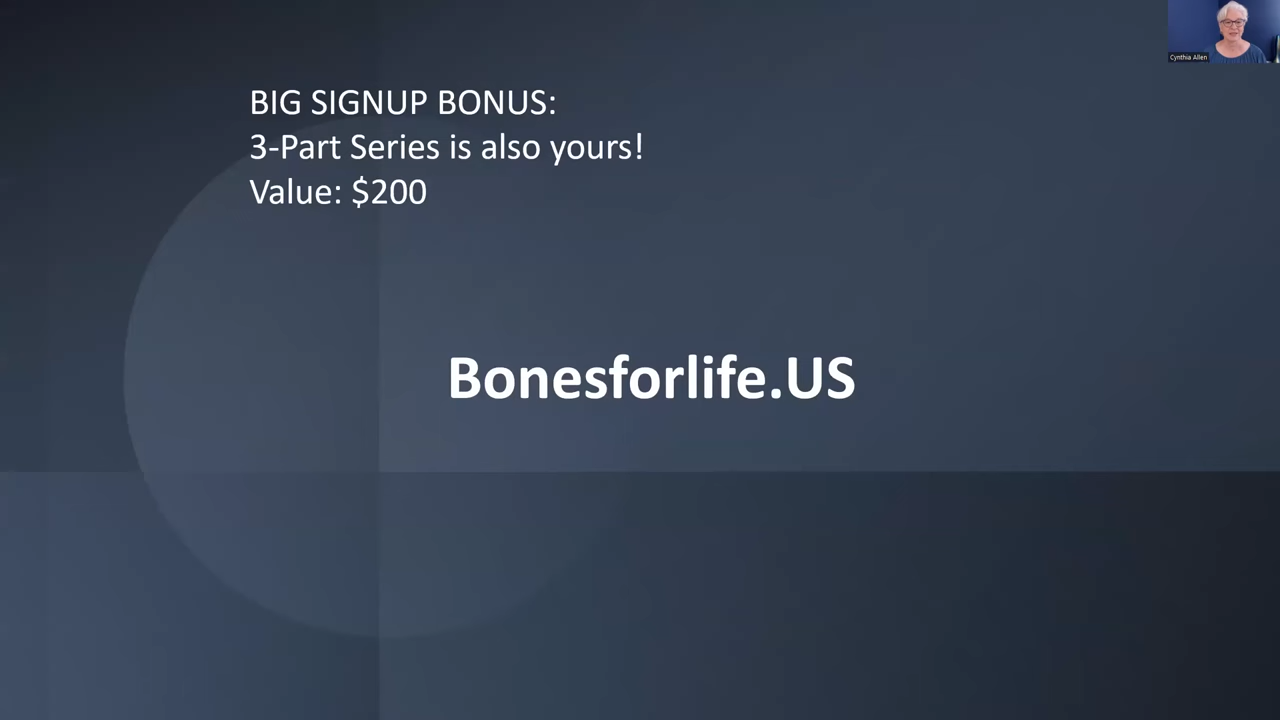 Cynthia Allen
BIG SIGNUP BONUS:
3-Part Series is also yours!
Value: $200
Bonesforlife.US